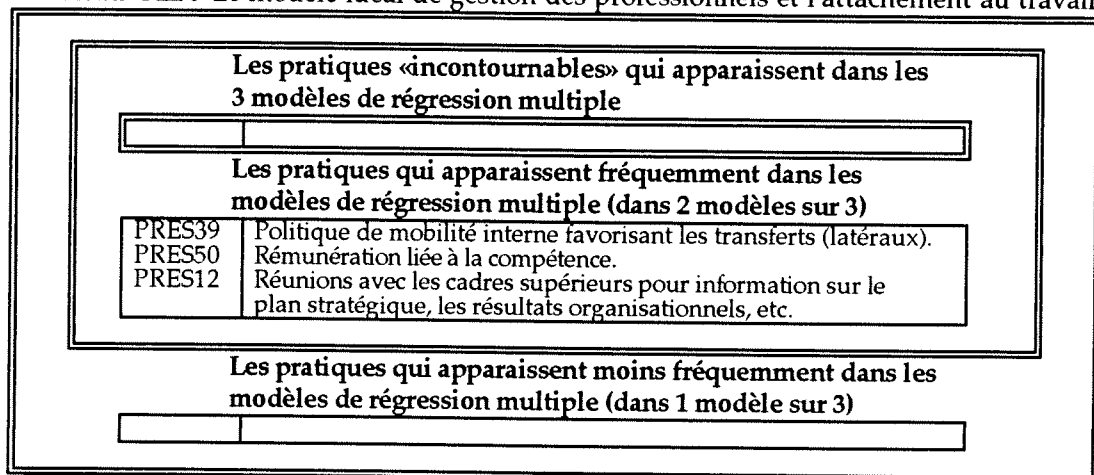 Le modèle idéal de gestion des professionnels et l'attachement au travail
Les pratiques «incontournables» qui apparaissent dans les
3 modèles de régression multiple
Les pratiques qui apparaissent fréquemment dans les
modèles de régression multiple (dans 2 modèles sur 3)
PRES39 Politique de mobilité interne favorisant les transferts (latéraux).
PRES50 Rémunération liée à la compétence.
PRES12 Réunions avec les cadres supérieurs pour information sur le
plan stratégique, les résultats organisationnels, etc.
Les pratiques qui apparaissent moins fréquemment dans les
modèles de régression multiple (dans 1 modèle sur 3)